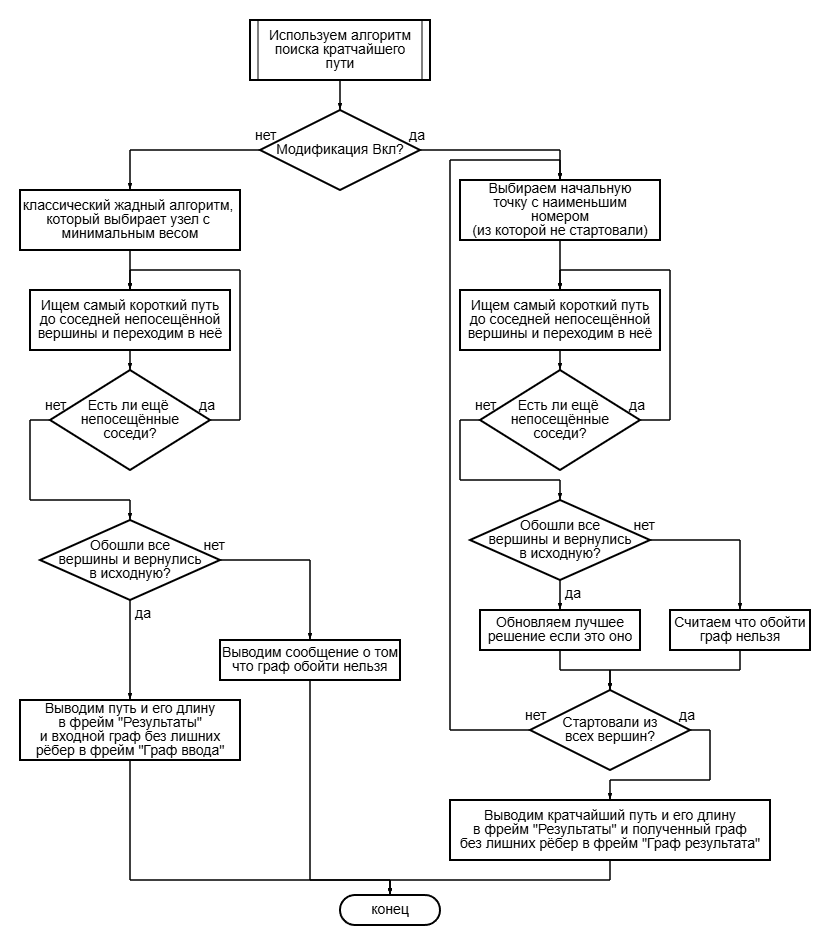 Используем алгоритм
поиска кратчайшего
пути
нет
да
Модификация Вкл?
классический жадный алгоритм,
который выбирает узел с
минимальным весом
Выбираем начальную
точку с наименьшим
номером
(из которой не стартовали)
Ищем самый короткий путь
до соседней непосещённой
вершины и переходим в неё
Ищем самый короткий путь
до соседней непосещённой
вершины и переходим в неё
нет
Есть ли ещё
непосещённые
соседи?
да
нет
Есть ли ещё
непосещённые
соседи?
да
Обошли все
вершины и вернулись
в исходную?
нет
да
Обошли все
вершины и вернулись
в исходную?
нет
да
Обновляем лучшее
решение если это оно
Считаем что обойти
граф нельзя
Выводим сообщение о том
что граф обойти нельзя
Выводим путь и его длину
в фрейм "Результаты"
и входной граф без лишних
рёбер в фрейм "Граф ввода"
нет
Стартовали из
всех вершин?
да
Выводим кратчайший путь и его длину
в фрейм "Результаты" и полученный граф
без лишних рёбер в фрейм "Граф результата"
конец